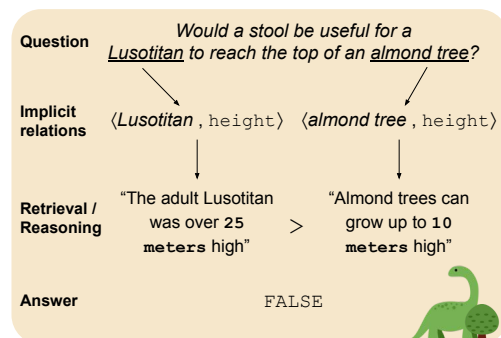 Question
Would a stool be useful for a
Lusotitan to reach the top of an almond tree?
Implicit
relations
⟨Lusotitan , height⟩ ⟨almond tree , height⟩
Retrieval /
Reasoning
“The adult Lusotitan
was over 25
meters high”
>
“Almond trees can
grow up to 10
meters high”
Answer
FALSE